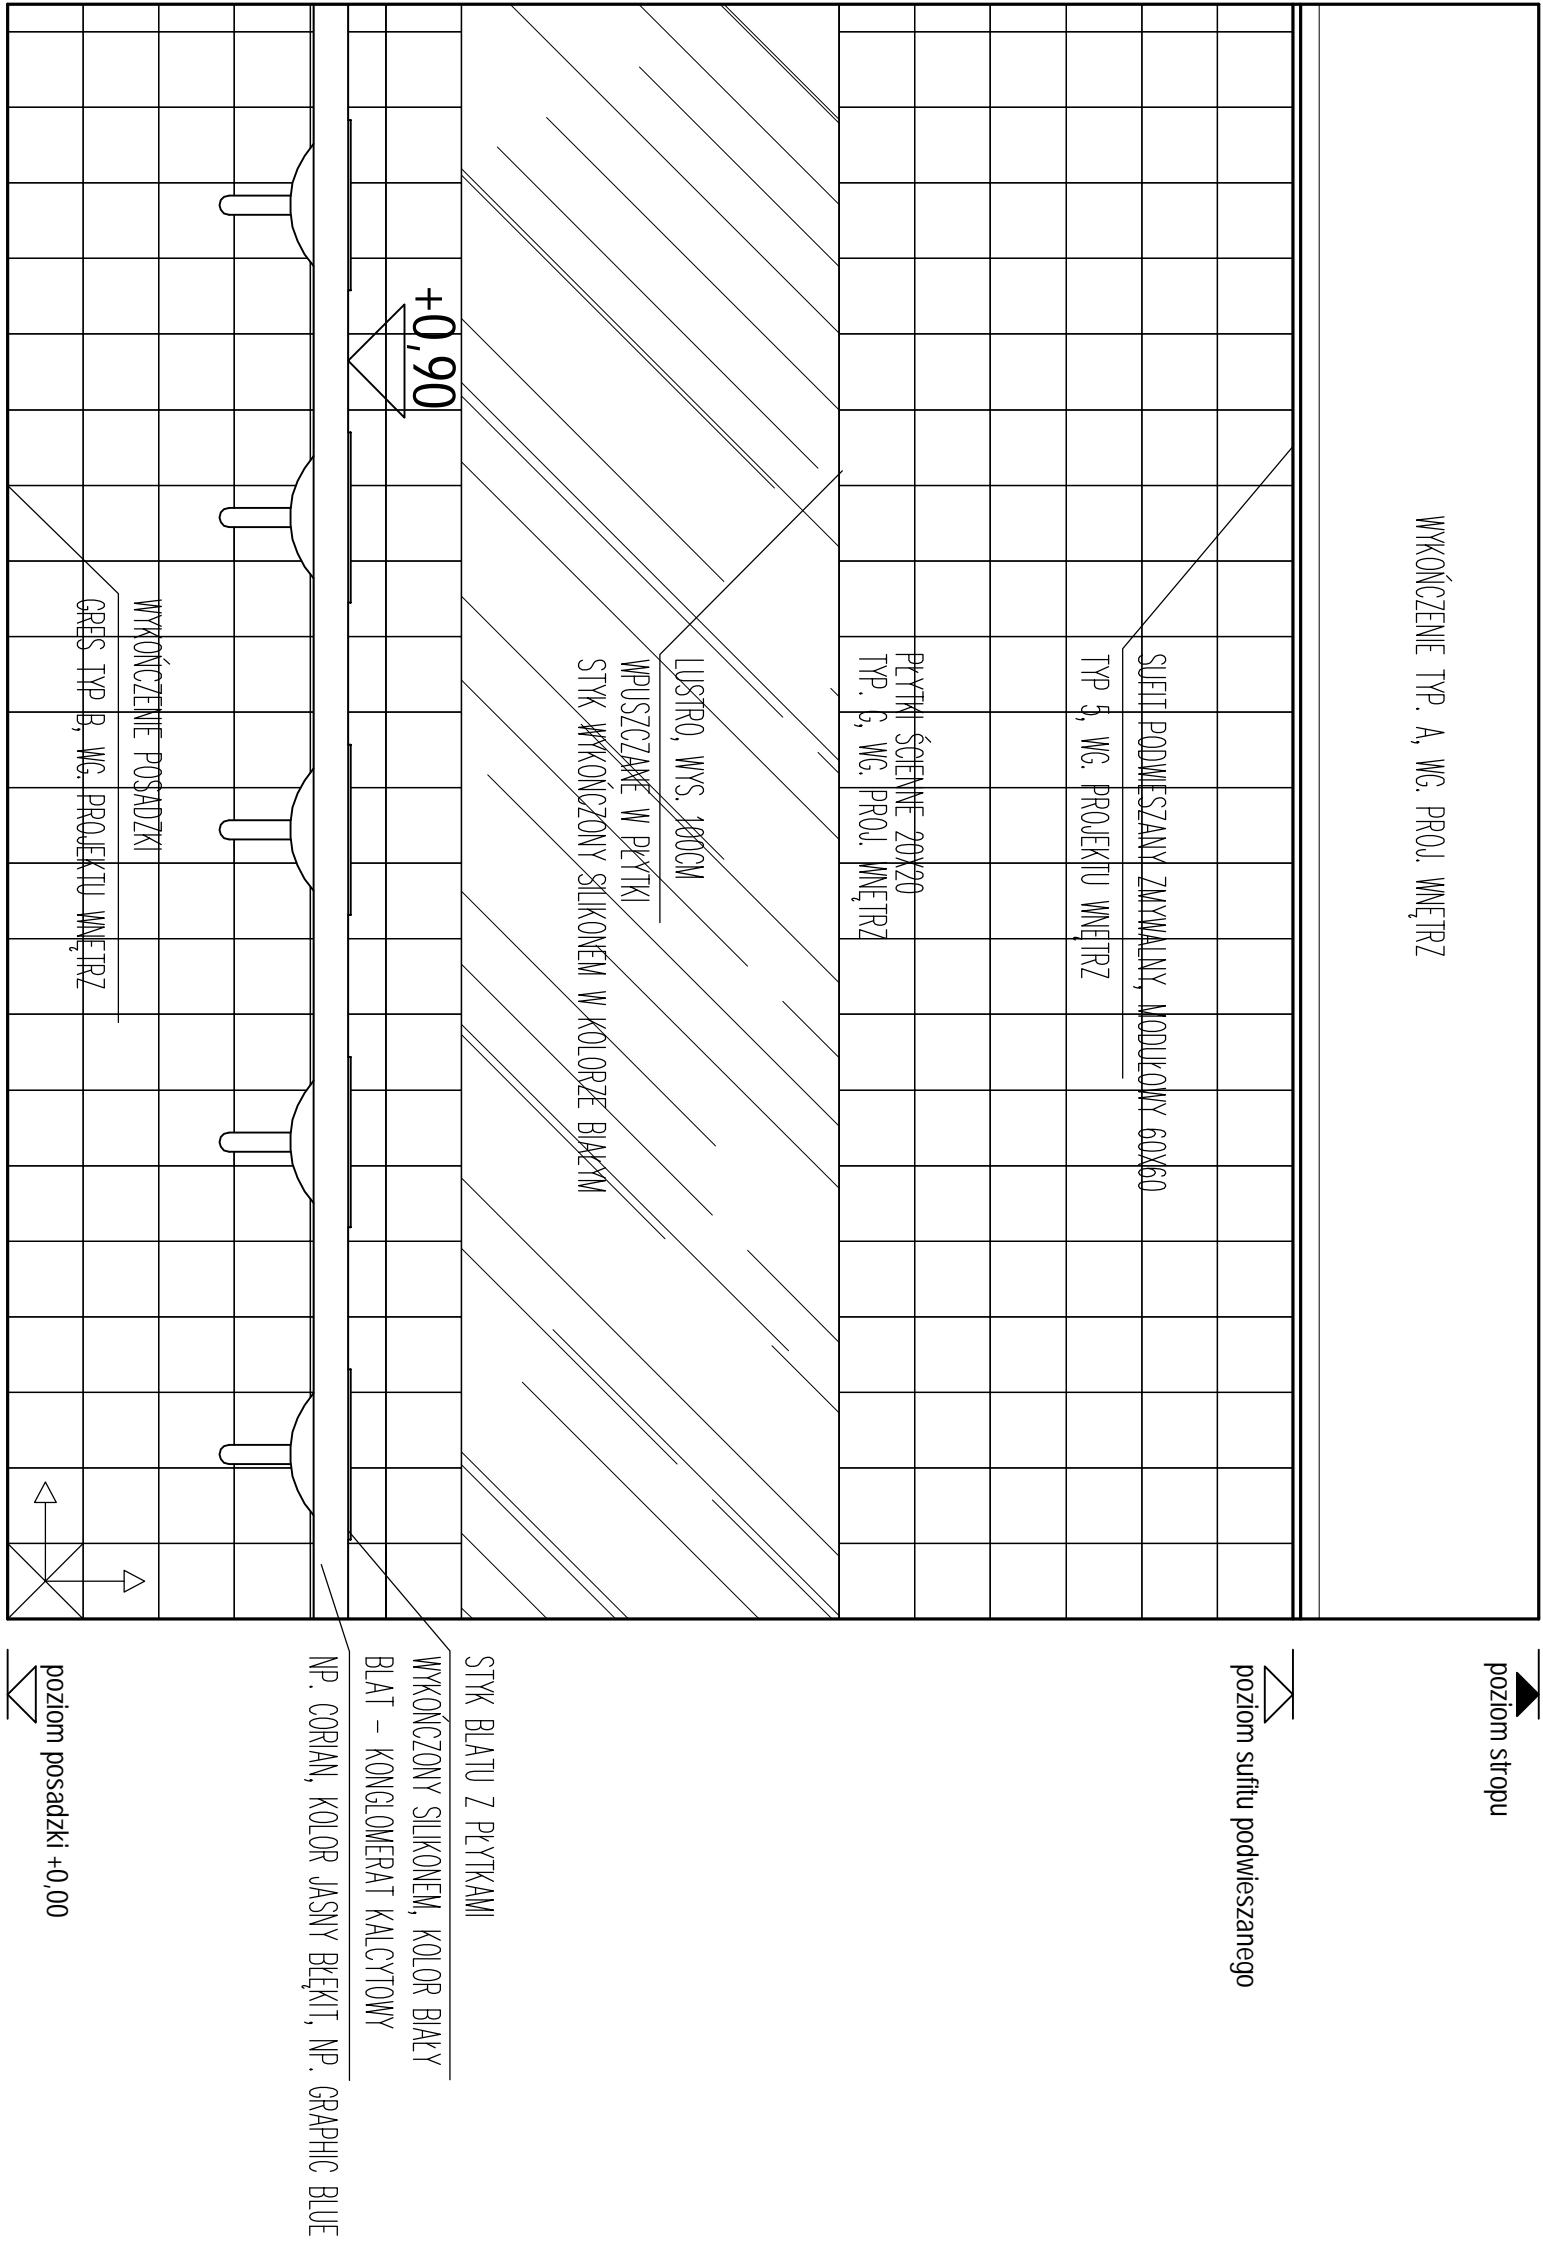 WYKOŃCZENIE TYP. A, WG. PROJ. WNĘTRZ
SUFIT PODWIESZANY ZMYWALNY, MODUŁOWY 60X60
TYP 5, WG. PROJEKTU WNĘTRZ
PŁYTKI ŚCIENNE 20X20
TYP. G, WG. PROJ. WNĘTRZ
LUSTRO, WYS. 100CM
WPUSZCZANE W PŁYTKI
STYK WYKOŃCZONY SILIKONEM W KOLORZE BIAŁYM
+0,90
WYKOŃCZENIE POSADZKI
GRES TYP B, WG. PROJEKTU WNĘTRZ
poziom stropu
poziom sufitu podwieszanego
STYK BLATU Z PŁYTKAMI
WYKOŃCZONY SILIKONEM, KOLOR BIAŁY
BLAT - KONGLOMERAT KALCYTOWY
NP. CORIAN, KOLOR JASNY BŁĘKIT, NP. GRAPHIC BLUE
poziom posadzki +0,00